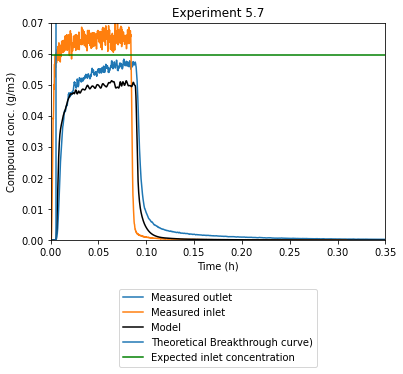 Experiment 5.7
Compound conc. (g/m3)
0.07
0.06
0.05
0.04
0.03
0.02
0.01
0.00
0.00 0.05 0.10 0.15 0.20 0.25 0.30 0.35
Time (h)
Measured outlet
Measured inlet
Model
Theoretical Breakthrough curve)
Expected inlet concentration